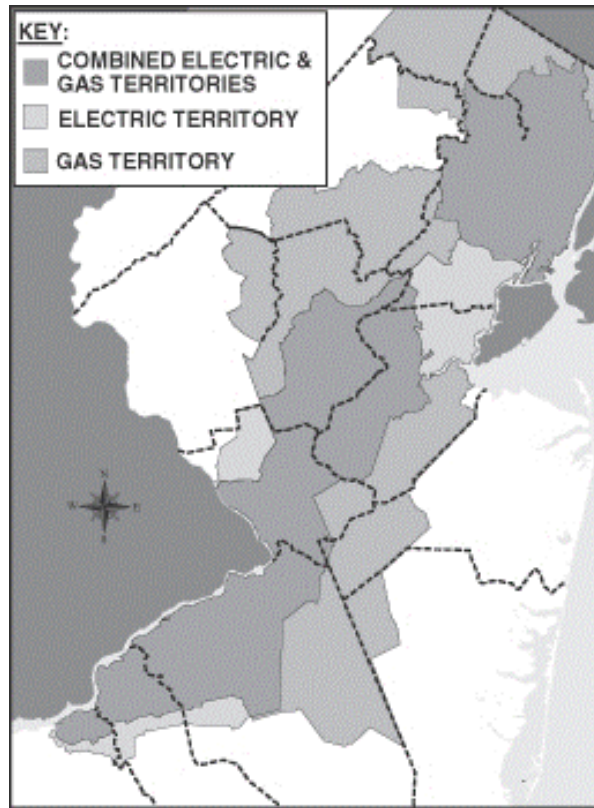 KEY:
COMBINED ELECTRIC &
GAS TERRITORIES
ELECTRIC TERRITORY
GAS TERRITORY
N
W
E
S